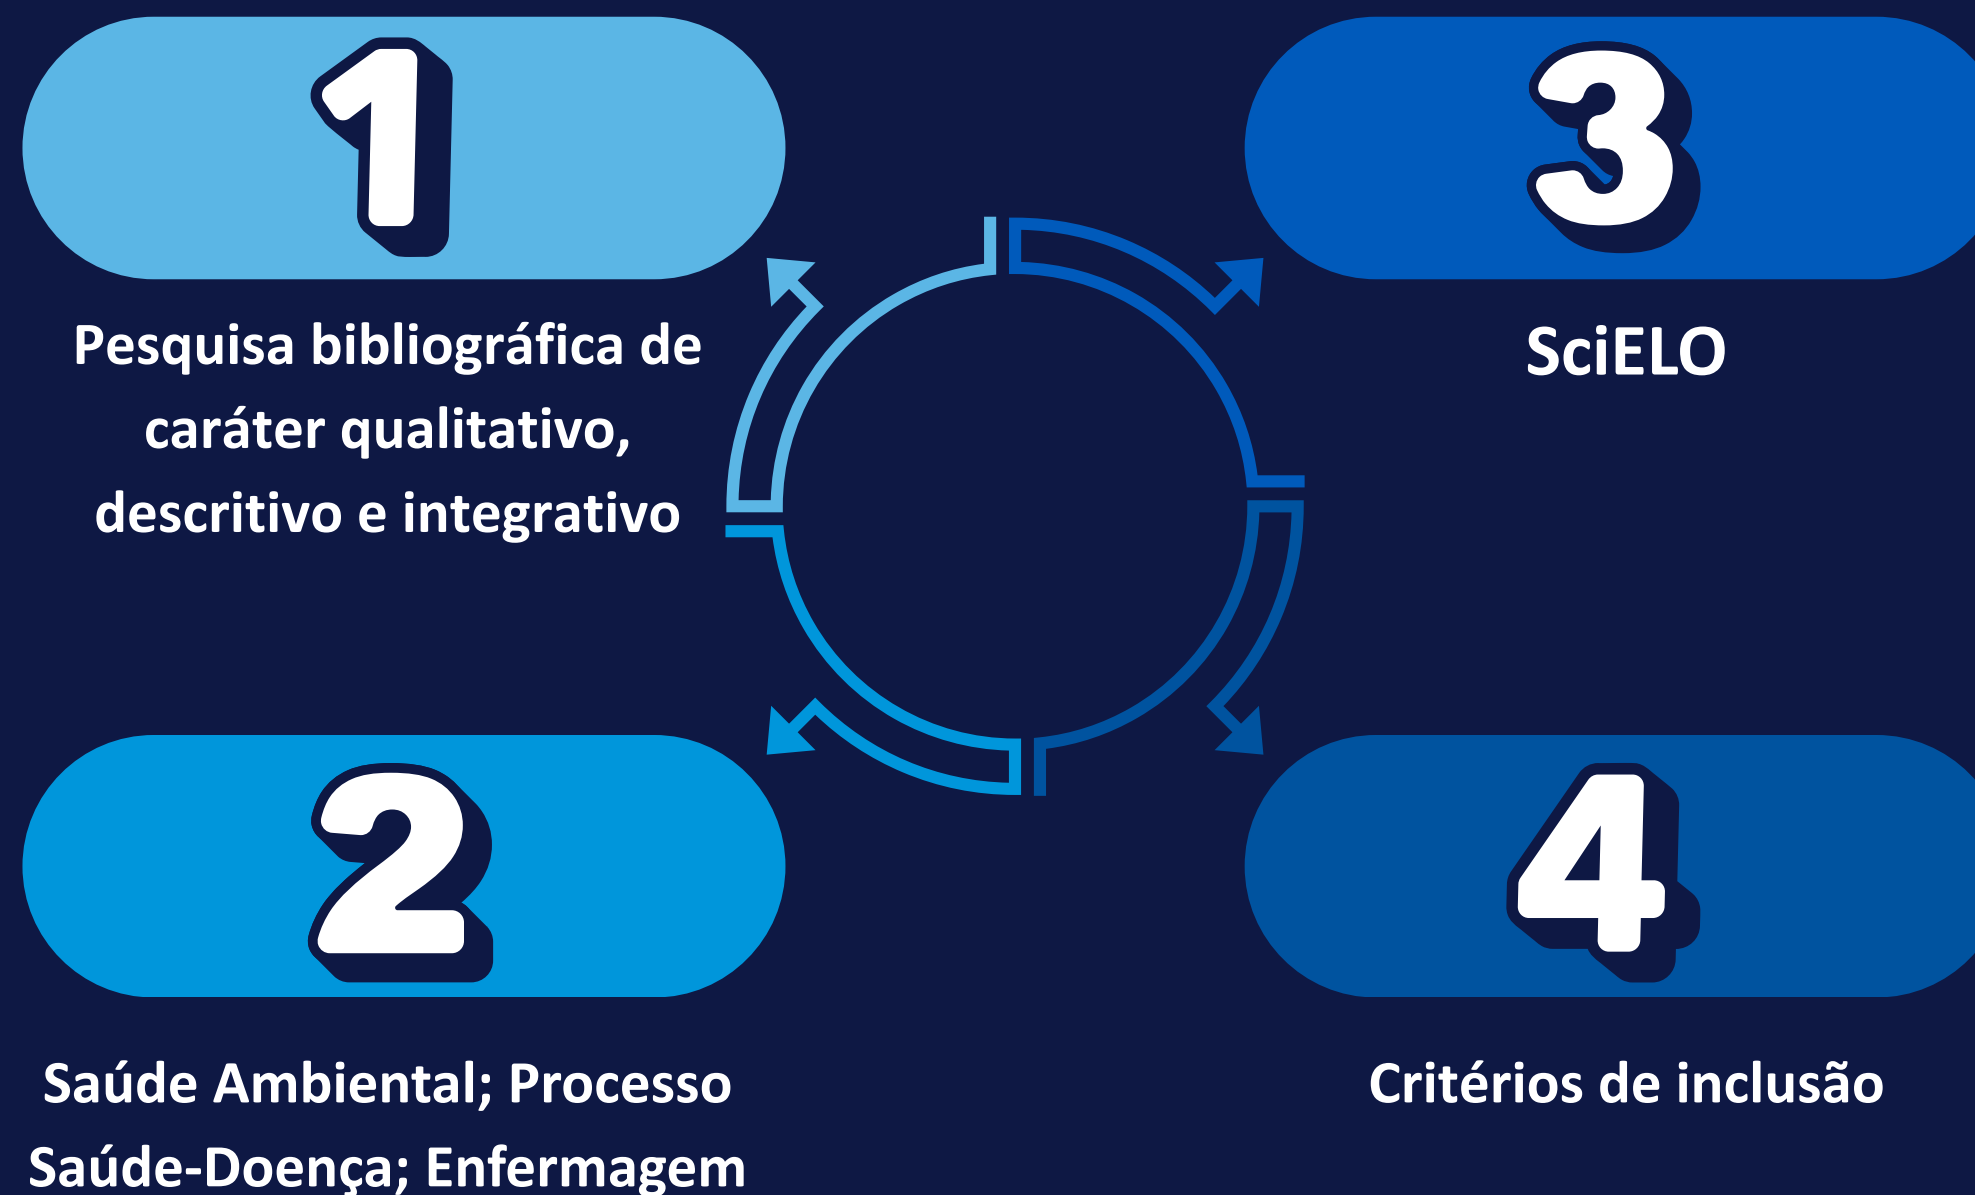 1
Pesquisa bibliográfica de
caráter qualitativo,
descritivo e integrativo
2
Saúde Ambiental; Processo
Saúde-Doença; Enfermagem
3
SciELO
4
Critérios de inclusão